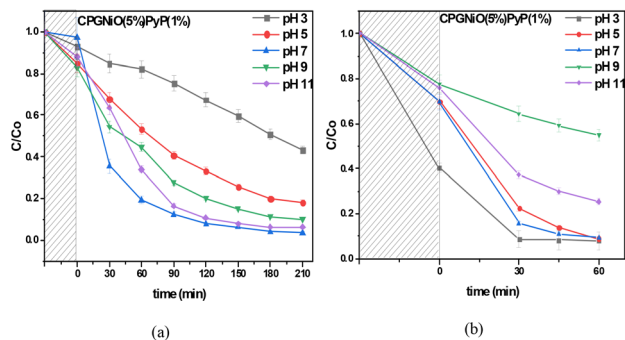 CPGNiO(5%)PyP(1%)
pH 3
pH 5
pH 7
pH 9
pH 11
C/Co
1.0
0.8
0.6
0.4
0.2
0.0
0 30 60 90 120 150 180 210
time (min)
(a)
CPGNiO(5%)PyP(1%)
pH 3
pH 5
pH 7
pH 9
pH 11
C/Co
1.0
0.8
0.6
0.4
0.2
0.0
0 30 60
time (min)
(b)